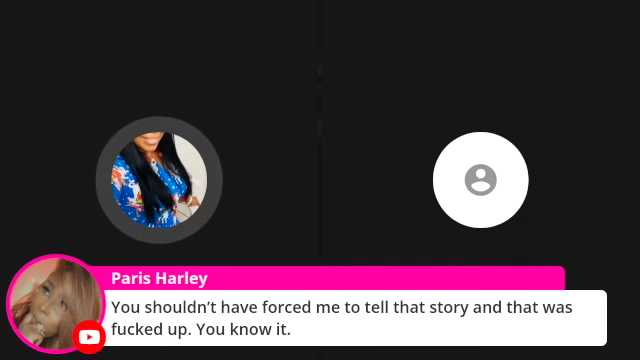 Paris Harley
You shouldn’t have forced me to tell that story and that was
fucked up. You know it.